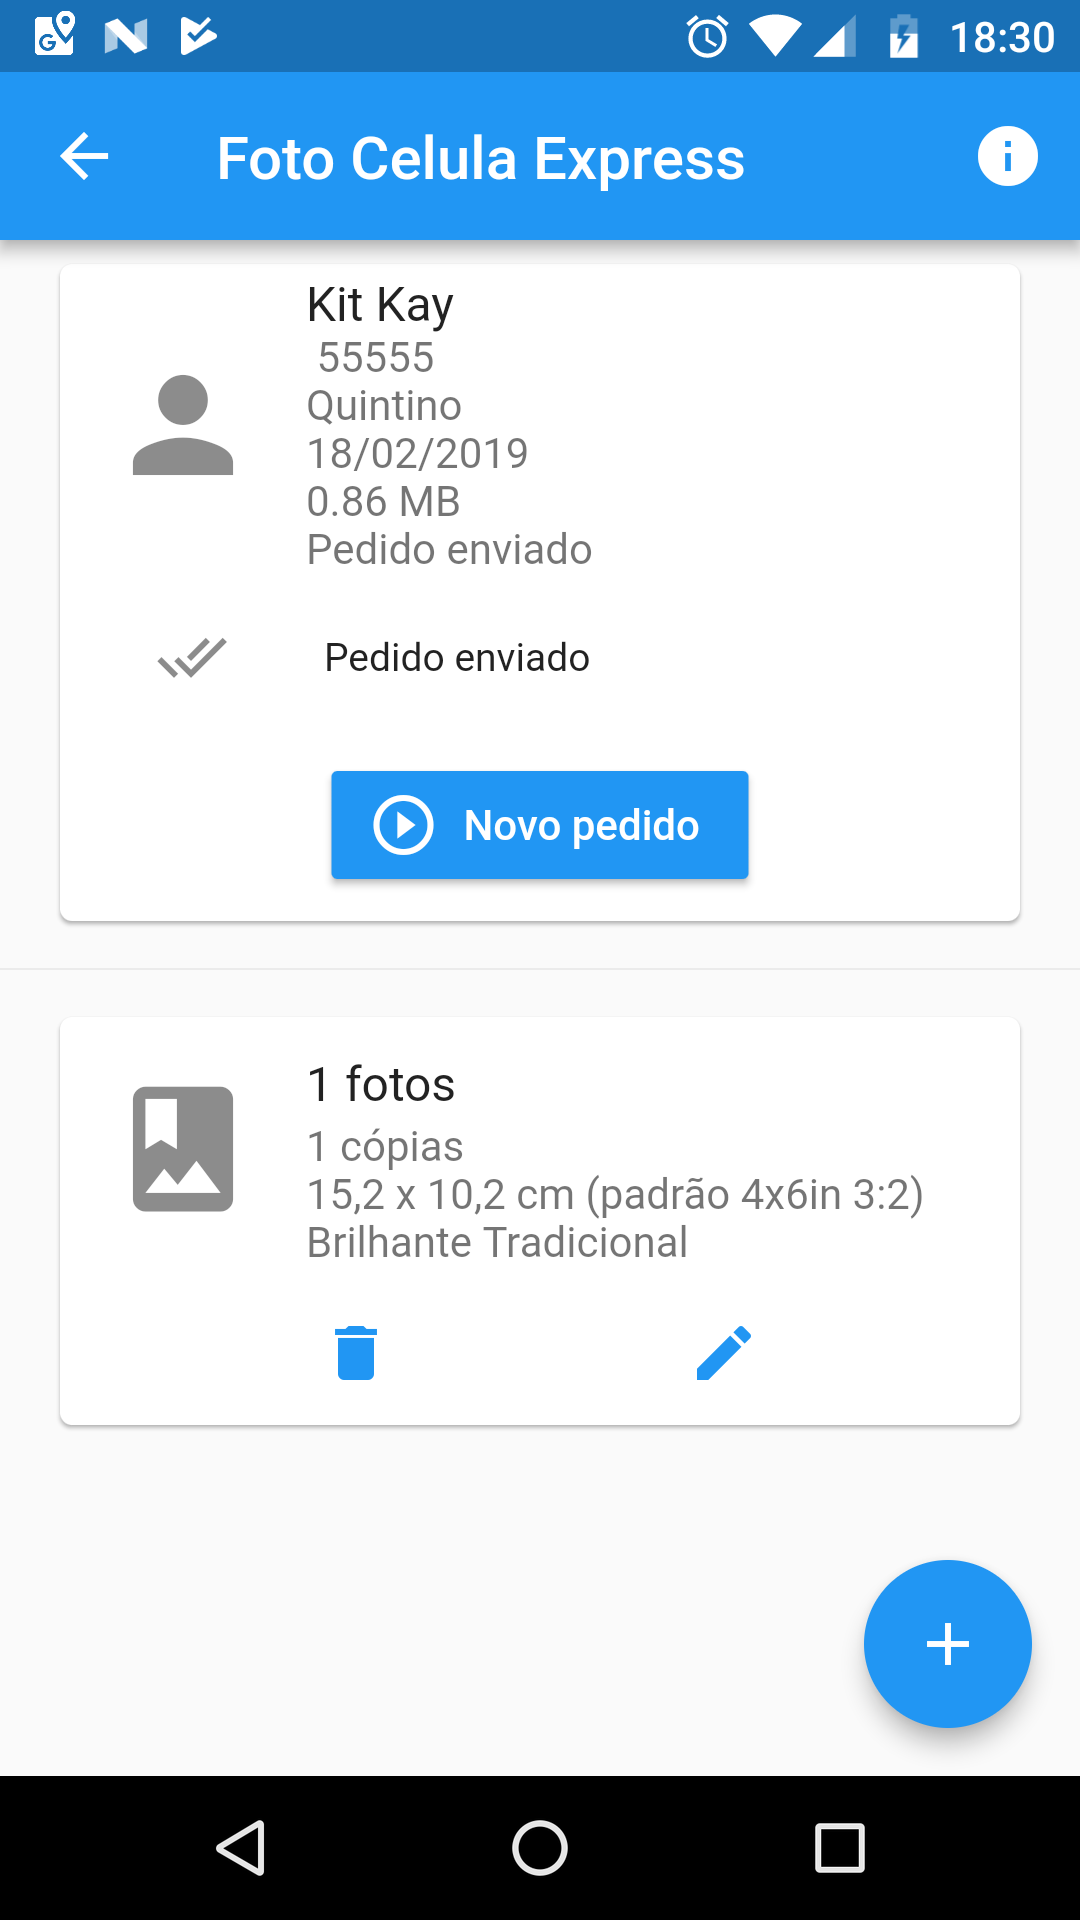 18:30
Foto Celula Express
Kit Kay
55555
Quintino
18/02/2019
0.86 MB
Pedido enviado
Pedido enviado
Novo pedido
1 fotos
1 cópias
15,2 x 10,2 cm (padrão 4x6in 3:2)
Brilhante Tradicional